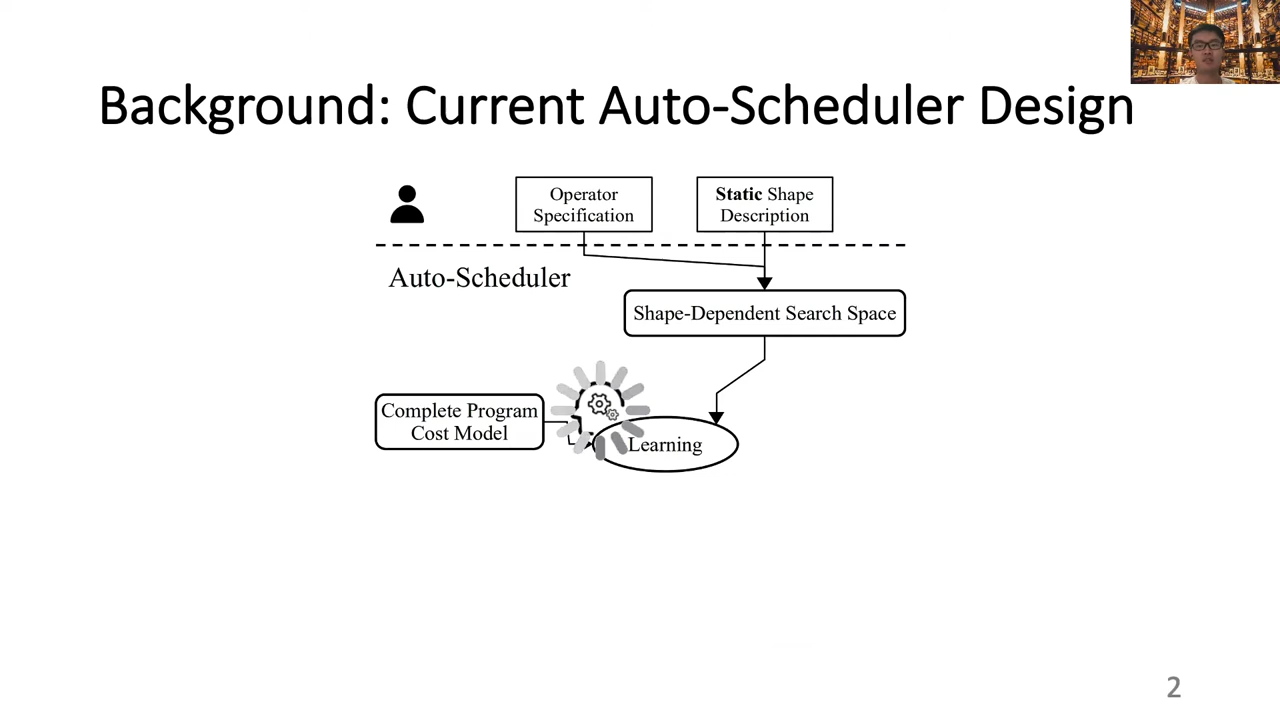 Background: Current Auto-Scheduler Design
Operator
Specification
Static Shape
Description
Auto-Scheduler
Shape-Dependent Search Space
Complete Program
Cost Model
Learning
2